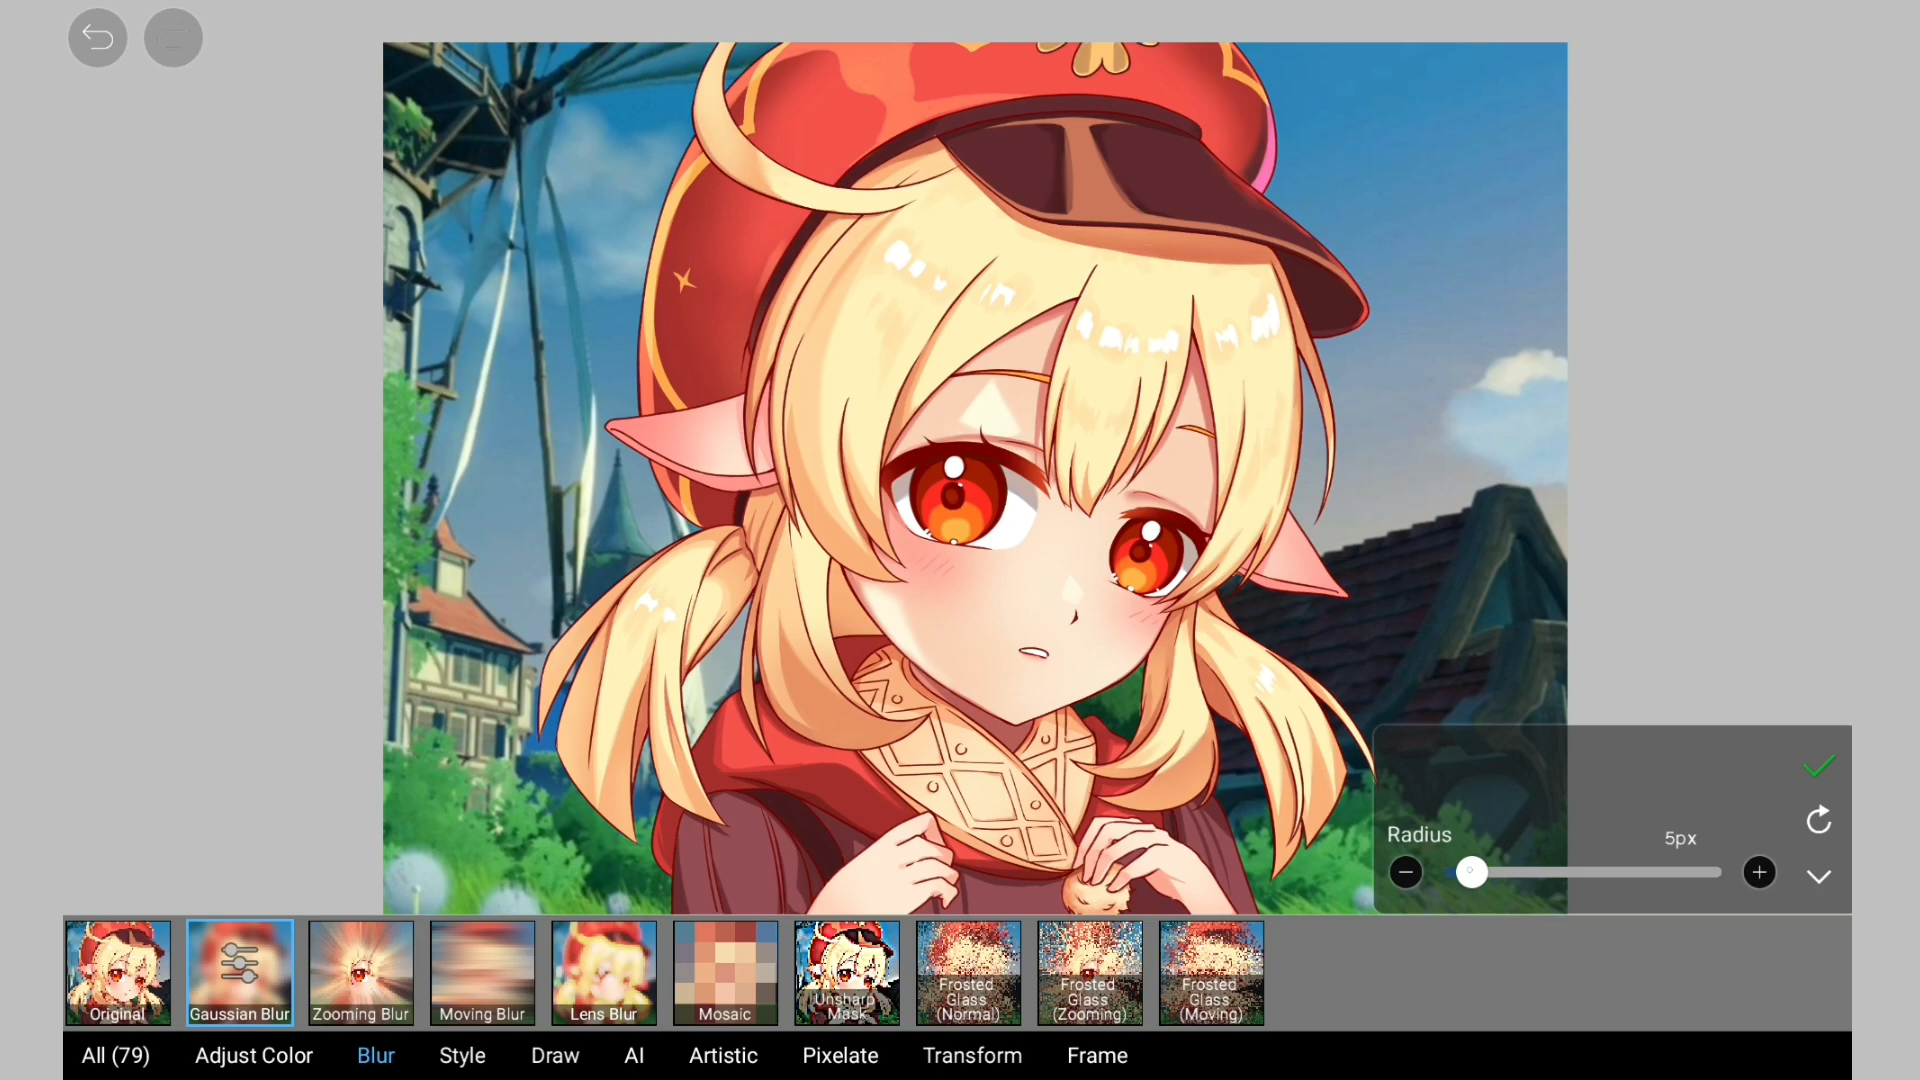 Radius
5px
Original
Gaussian Blur
Zooming Blur
Moving Blur
Lens Blur
Mosaic
Unsharp
Mask
Frosted
Glass
(Normal)
Frosted
Glass
(Zooming)
Frosted
Glass
(Moving)
All (79)
Adjust Color
Blur
Style
Draw
AI
Artistic
Pixelate
Transform
Frame